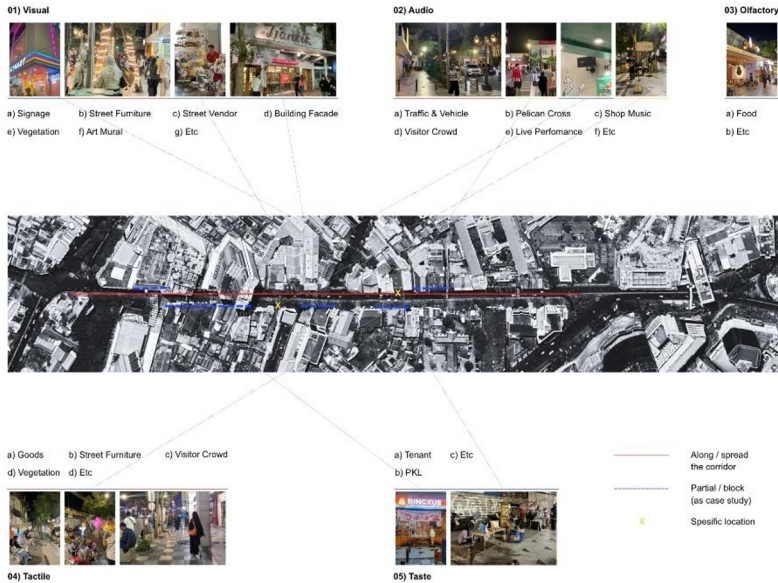 01) Visual
02) Audio
03) Olfactory
Tranzik
a) Signage b) Street Furniture c) Street Vendor d) Building Facade
e) Vegetation f) Art Mural g) Etc
a) Traffic & Vehicle b) Pelican Cross c) Shop Music
d) Visitor Crowd e) Live Perfomance f) Etc
a) Food
b) Etc
X
X
a) Goods b) Street Furniture c) Visitor Crowd
d) Vegetation d) Etc
a) Tenant c) Etc
b) PKL
Along / spread
the corridor
Partial / block
(as case study)
X Spesific location
BINGXUE
04) Tactile
05) Taste